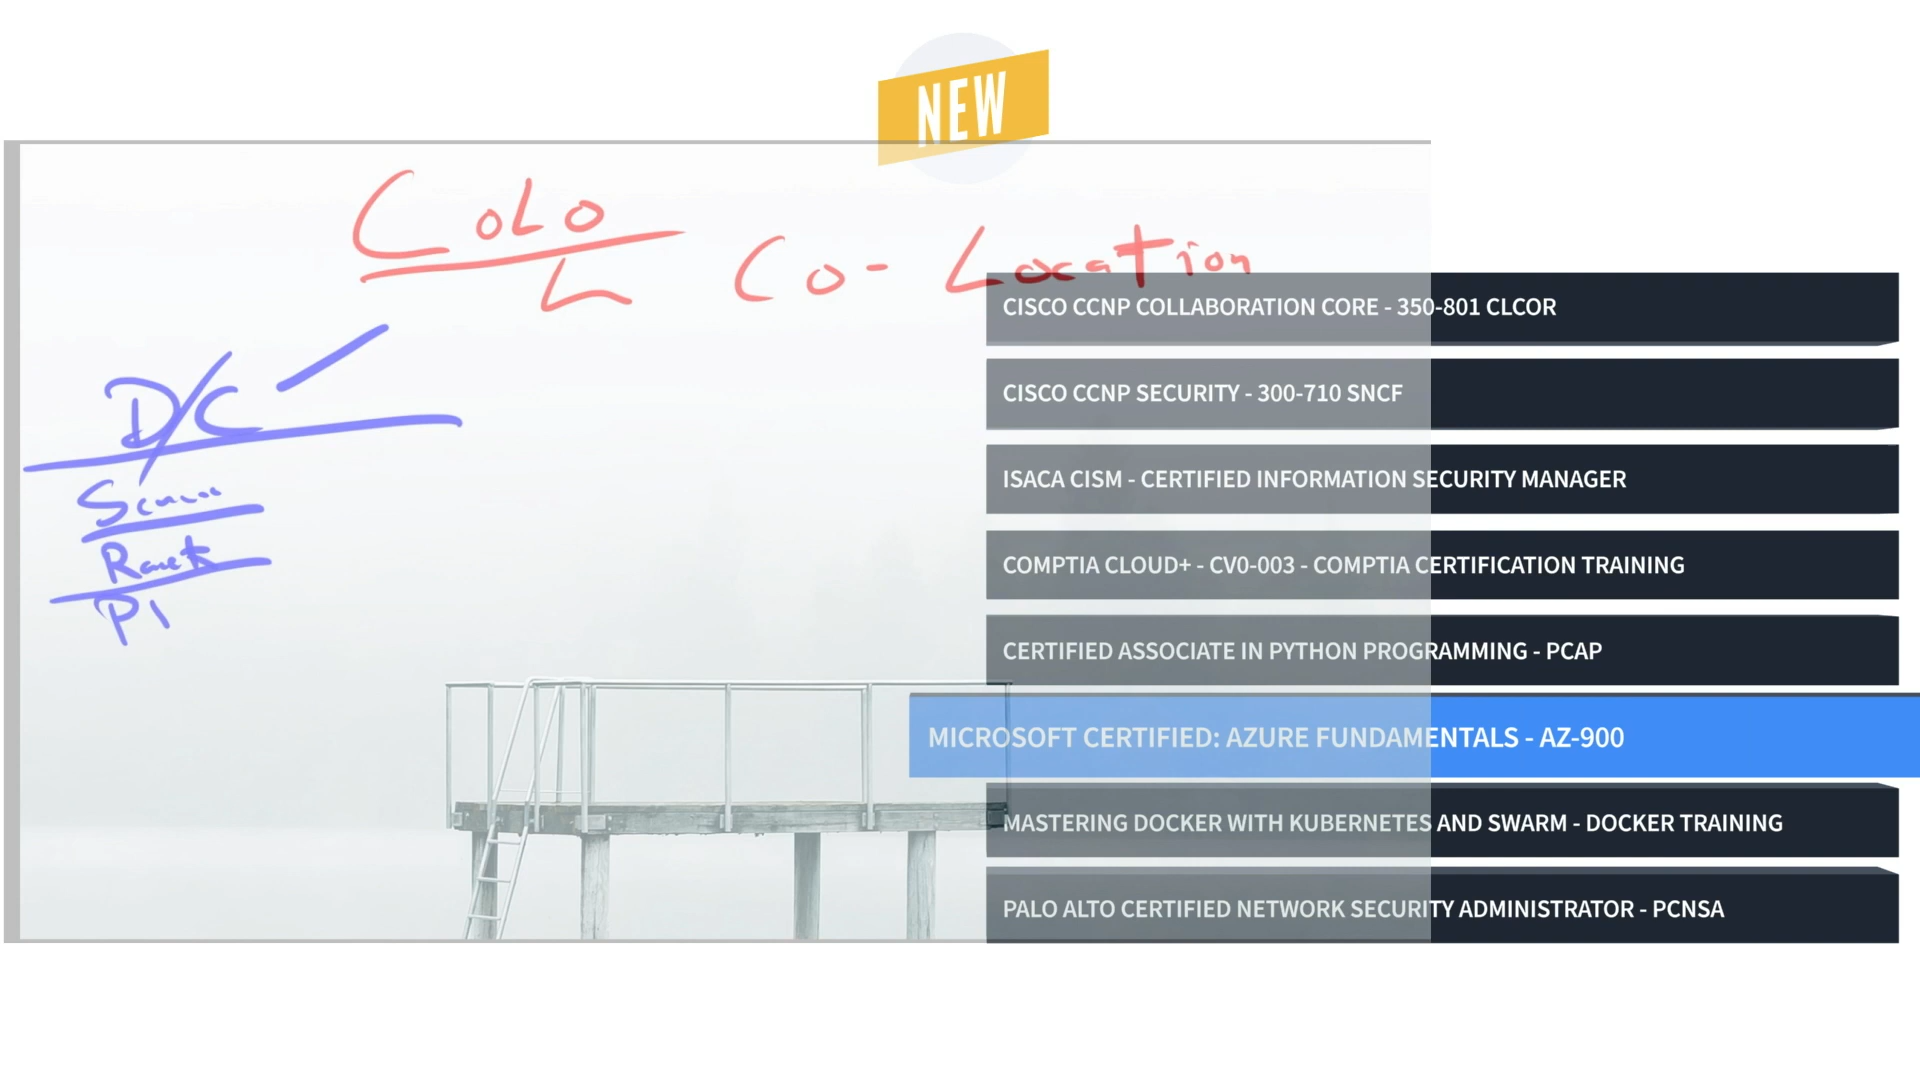 NEW
CoLo
Co-Location
D/C
Rack
CISCO CCNP COLLABORATION CORE - 350-801 CLCOR
CISCO CCNP SECURITY - 300-710 SNCF
ISACA CISM - CERTIFIED INFORMATION SECURITY MANAGER
COMPTIA CLOUD+ - CV0-003 - COMPTIA CERTIFICATION TRAINING
CERTIFIED ASSOCIATE IN PYTHON PROGRAMMING - PCAP
MICROSOFT CERTIFIED: AZURE FUNDAMENTALS - AZ-900
MASTERING DOCKER WITH KUBERNETES AND SWARM - DOCKER TRAINING
PALO ALTO CERTIFIED NETWORK SECURITY ADMINISTRATOR - PCNSA